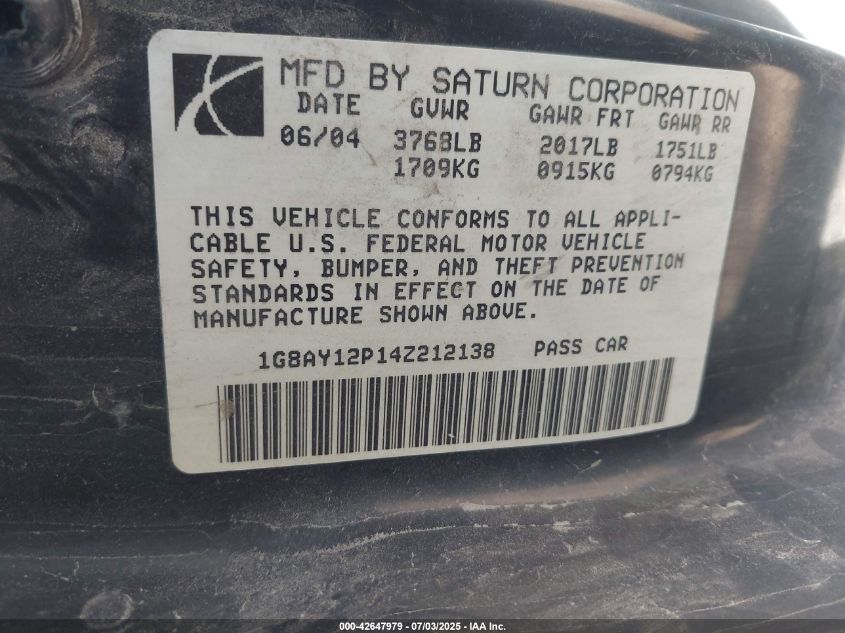 MFD BY SATURN CORPORATION
DATE GVWR GAWR FRT GAWR RR
06/04 3768LB 2017LB 1751LB
1709KG 0915KG 0794KG
THIS VEHICLE CONFORMS TO ALL APPLI-
CABLE U.S. FEDERAL MOTOR VEHICLE
SAFETY, BUMPER, AND THEFT PREVENTION
STANDARDS IN EFFECT ON THE DATE OF
MANUFACTURE SHOWN ABOVE.
1G8AY12P14Z212138 PASS CAR
000-42647979 - 07/03/2025 - IAA Inc.